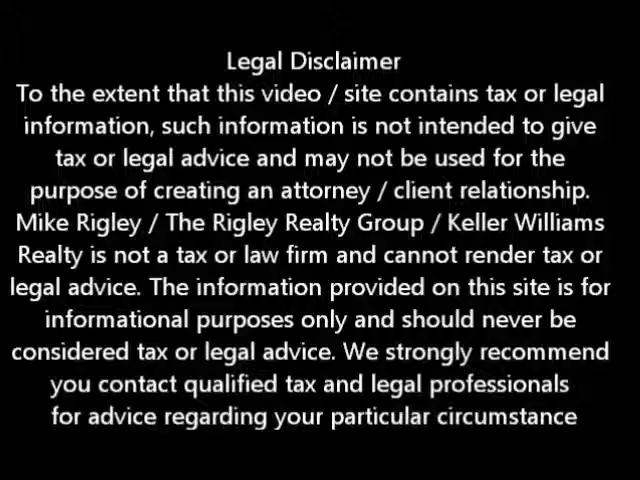 Legal Disclaimer
To the extent that this video / site contains tax or legal
information, such information is not intended to give
tax or legal advice and may not be used for the
purpose of creating an attorney / client relationship.
Mike Rigley / The Rigley Realty Group / Keller Williams
Realty is not a tax or law firm and cannot render tax or
legal advice. The information provided on this site is for
informational purposes only and should never be
considered tax or legal advice. We strongly recommend
you contact qualified tax and legal professionals
for advice regarding your particular circumstance